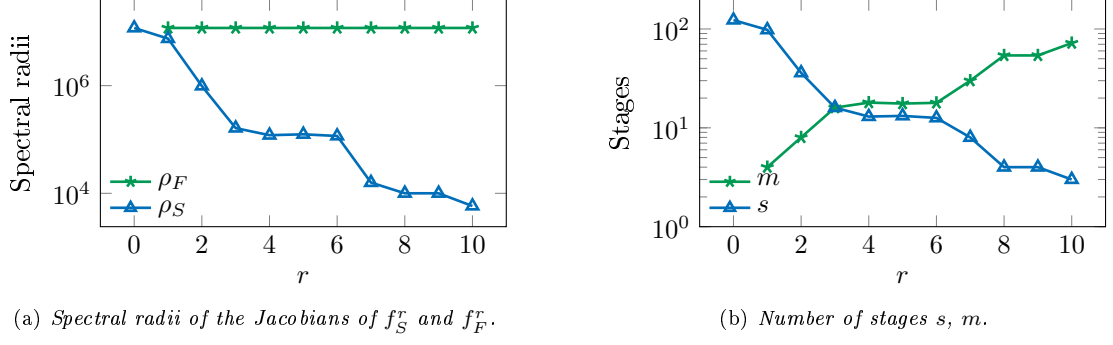 Spectral radii
10^6
10^4
ρ_F
ρ_S
0 2 4 6 8 10
r
(a) Spectral radii of the Jacobians of f_S^r and f_F^r.
Stages
10^2
10^1
10^0
m
s
0 2 4 6 8 10
r
(b) Number of stages s, m.